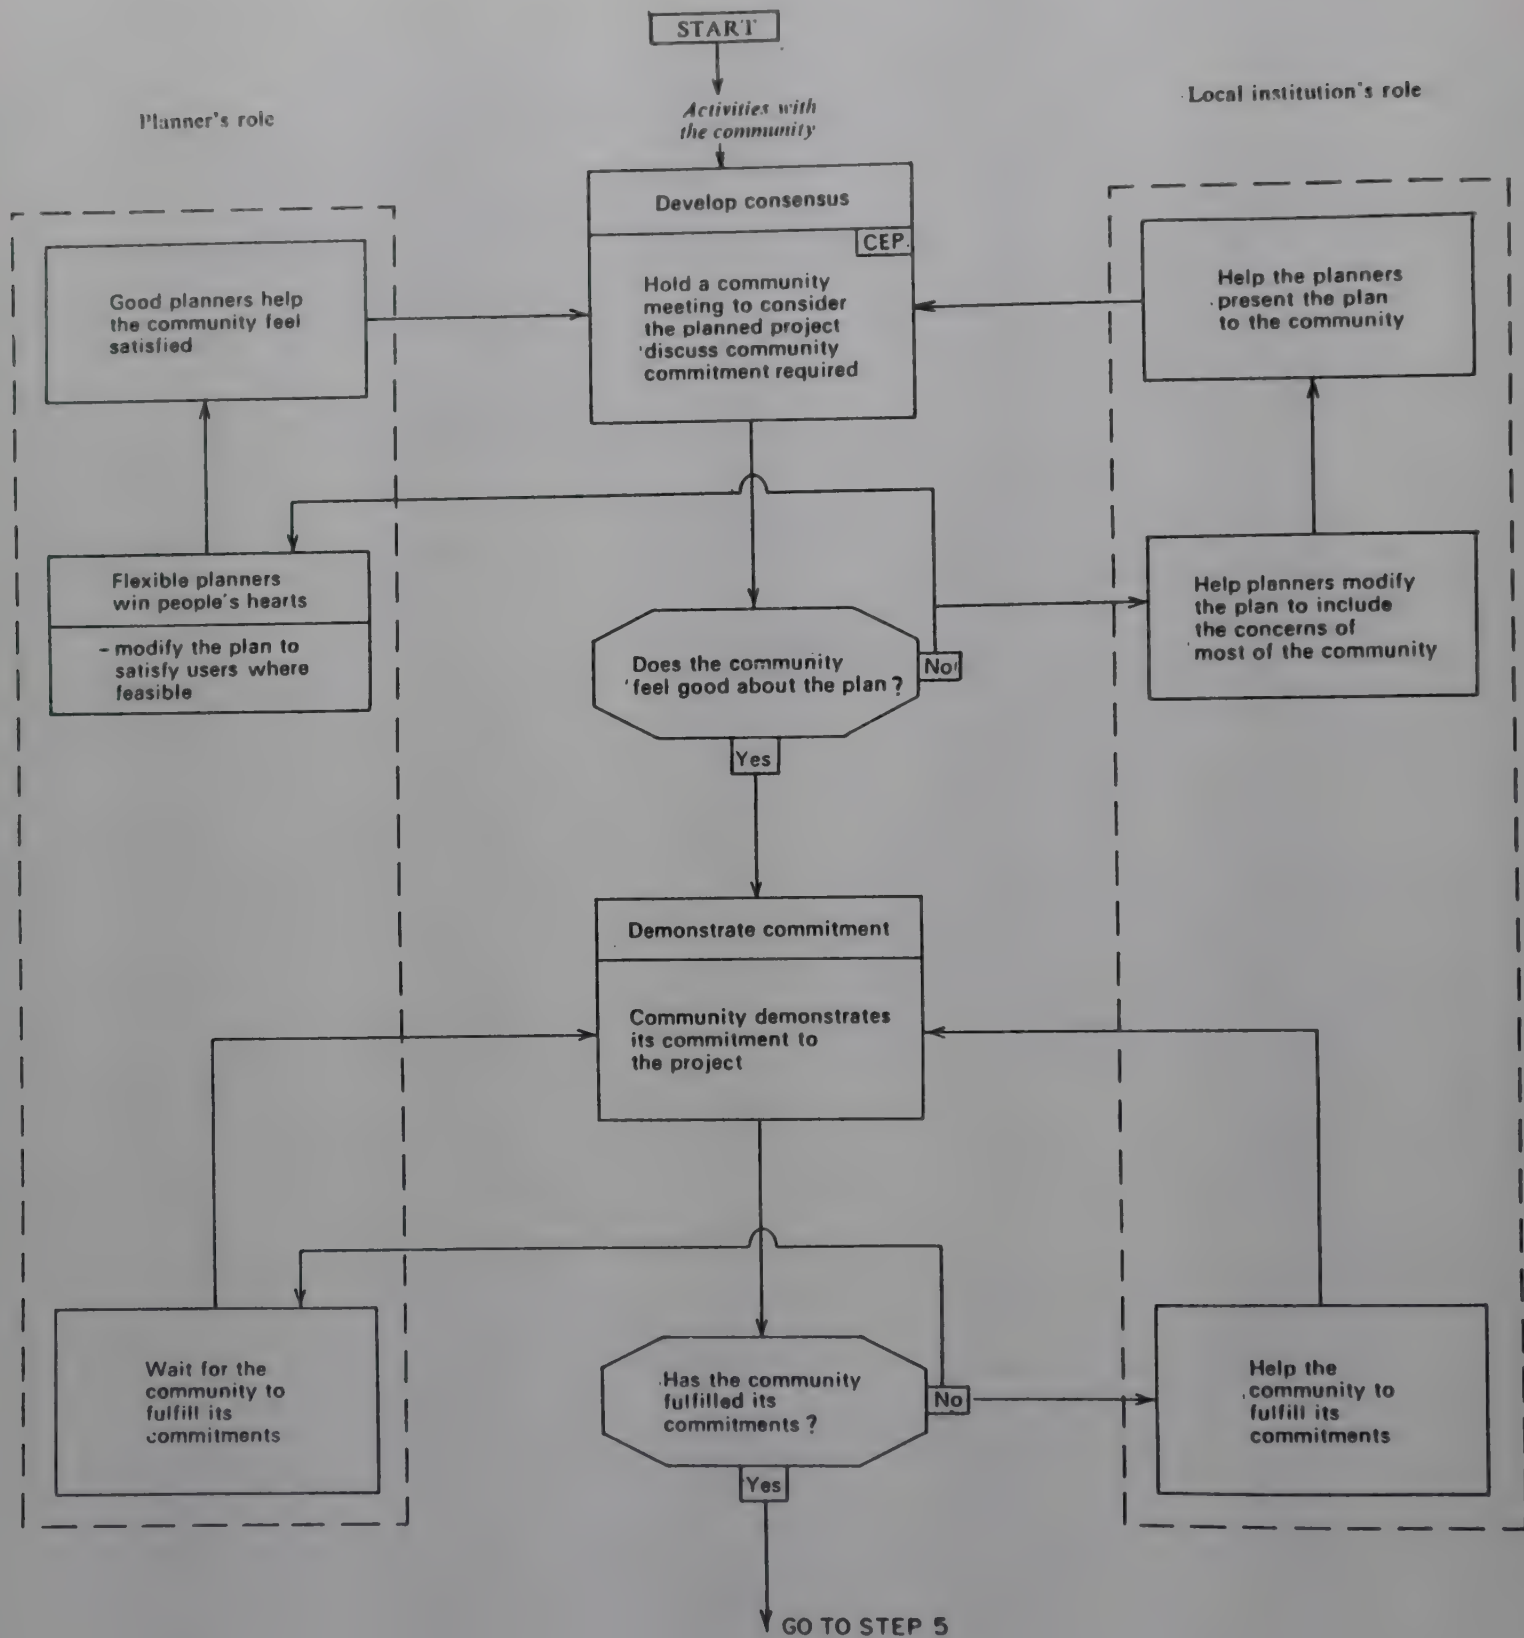 START
Activities with
the community
Planner's role
Local institution's role
Develop consensus
CEP
Hold a community
meeting to consider
the planned project
discuss community
commitment required
Good planners help
the community feel
satisfied
Help the planners
present the plan
to the community
Flexible planners
win people's hearts
- modify the plan to
satisfy users where
feasible
Does the community
feel good about the plan?
No
Yes
Help planners modify
the plan to include
the concerns of
most of the community
Demonstrate commitment
Community demonstrates
its commitment to
the project
Wait for the
community to
fulfill its
commitments
Has the community
fulfilled its
commitments?
No
Yes
Help the
community to
fulfill its
commitments
GO TO STEP 5